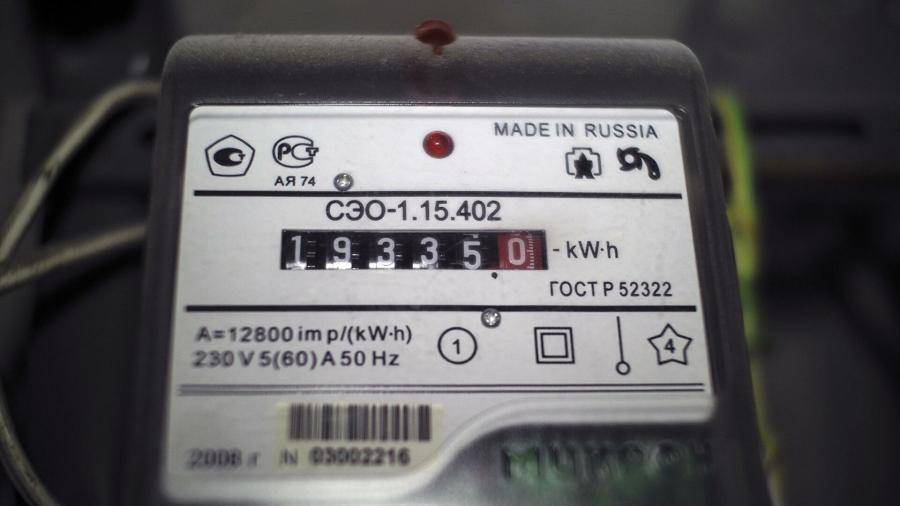 MADE IN RUSSIA
РСТ
АЯ 74
СЭО-1.15.402
193350 - kW·h
ГОСТ Р 52322
A=12800 imp/(kW·h)
230 V 5(60) A 50 Hz
1
4
2008 г N 03002216